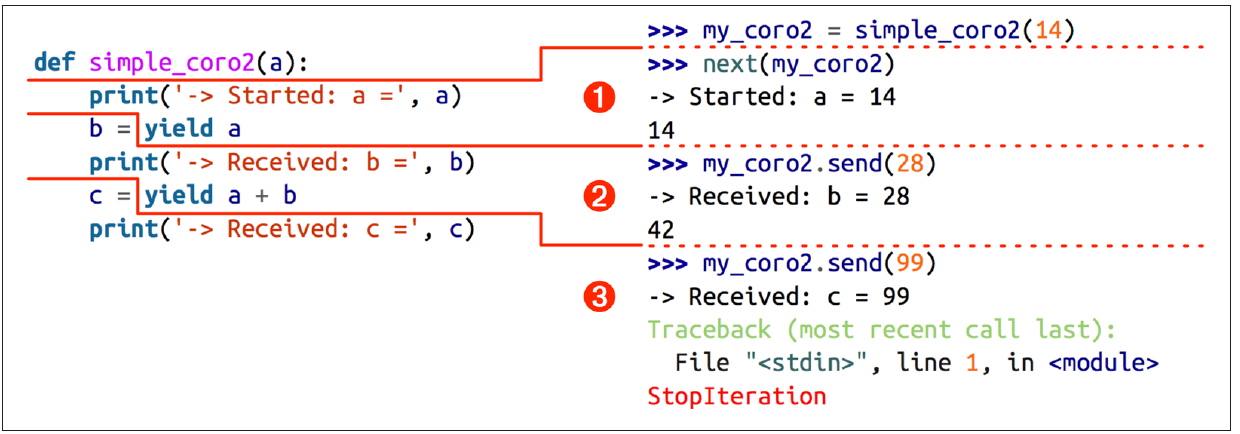 def simple_coro2(a):
    print('-> Started: a =', a)
    b = yield a
    print('-> Received: b =', b)
    c = yield a + b
    print('-> Received: c =', c)
>>> my_coro2 = simple_coro2(14)
>>> next(my_coro2)
1
-> Started: a = 14
14
>>> my_coro2.send(28)
2
-> Received: b = 28
42
>>> my_coro2.send(99)
3
-> Received: c = 99
Traceback (most recent call last):
  File "<stdin>", line 1, in <module>
StopIteration